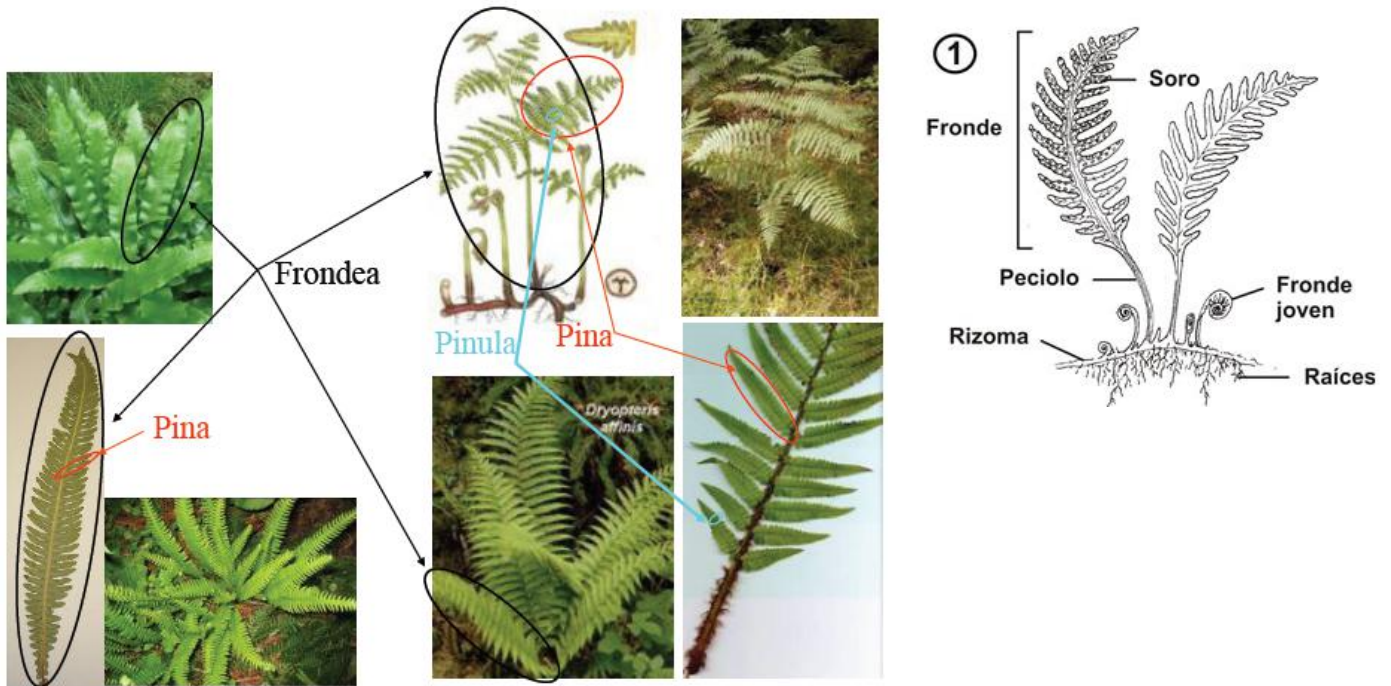 Frondea
Pinula
Pina
Pina
Dryopteris
affinis
1
Fronde
Soro
Peciolo
Fronde
joven
Rizoma
Raíces